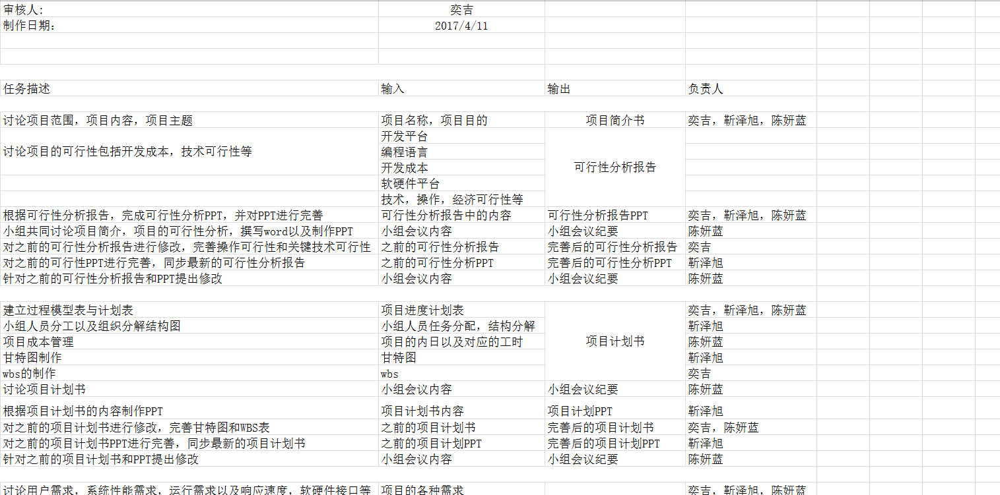 审核人: 奕吉
制作日期: 2017/4/11
任务描述 输入 输出 负责人
讨论项目范围，项目内容，项目主题 项目名称，项目目的 项目简介书 奕吉，靳泽旭，陈妍蓝
开发平台
讨论项目的可行性包括开发成本，技术可行性等 编程语言
开发成本 可行性分析报告
软硬件平台
技术，操作，经济可行性等
根据可行性分析报告，完成可行性分析PPT，并对PPT进行完善 可行性分析报告中的内容 可行性分析报告PPT 奕吉，靳泽旭，陈妍蓝
小组共同讨论项目简介，项目的可行性分析，撰写word以及制作PPT 小组会议内容 小组会议纪要 陈妍蓝
对之前的可行性分析报告进行修改，完善操作可行性和关键技术可行性 之前的可行性分析报告 完善后的可行性分析报告 奕吉
对之前的可行性PPT进行完善，同步最新的可行性分析报告 之前的可行性分析PPT 完善后的可行性分析PPT 靳泽旭
针对之前的可行性分析报告和PPT提出修改 小组会议内容 小组会议纪要 陈妍蓝
建立过程模型表与计划表 项目进度计划表 奕吉，靳泽旭，陈妍蓝
小组人员分工以及组织分解结构图 小组人员任务分配，结构分解 靳泽旭
项目成本管理 项目的内日以及对应的工时 项目计划书 陈妍蓝
甘特图制作 甘特图 靳泽旭
wbs的制作 wbs 奕吉
讨论项目计划书 小组会议内容 小组会议纪要 陈妍蓝
根据项目计划书的内容制作PPT 项目计划书内容 项目计划PPT 靳泽旭
对之前的项目计划书进行修改，完善甘特图和WBS表 之前的项目计划书 完善后的项目计划书 奕吉，陈妍蓝
对之前的项目计划书PPT进行完善，同步最新的项目计划书 之前的项目计划PPT 完善后的项目计划PPT 靳泽旭
针对之前的项目计划书和PPT提出修改 小组会议内容 小组会议纪要 陈妍蓝
讨论用户需求，系统性能需求，运行需求以及响应速度，软硬件接口等 项目的各种需求 奕吉，靳泽旭，陈妍蓝